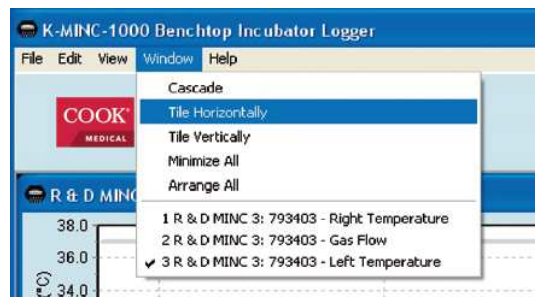 K-MINC-1000 Benchtop Incubator Logger
File Edit View Window Help
Cascade
COOK®
MEDICAL
Tile Horizontally
Tile Vertically
Minimize All
Arrange All
R & D MINC
1 R & D MINC 3: 793403 - Right Temperature
2 R & D MINC 3: 793403 - Gas Flow
✓ 3 R & D MINC 3: 793403 - Left Temperature
38.0
36.0
34.0
(°C)